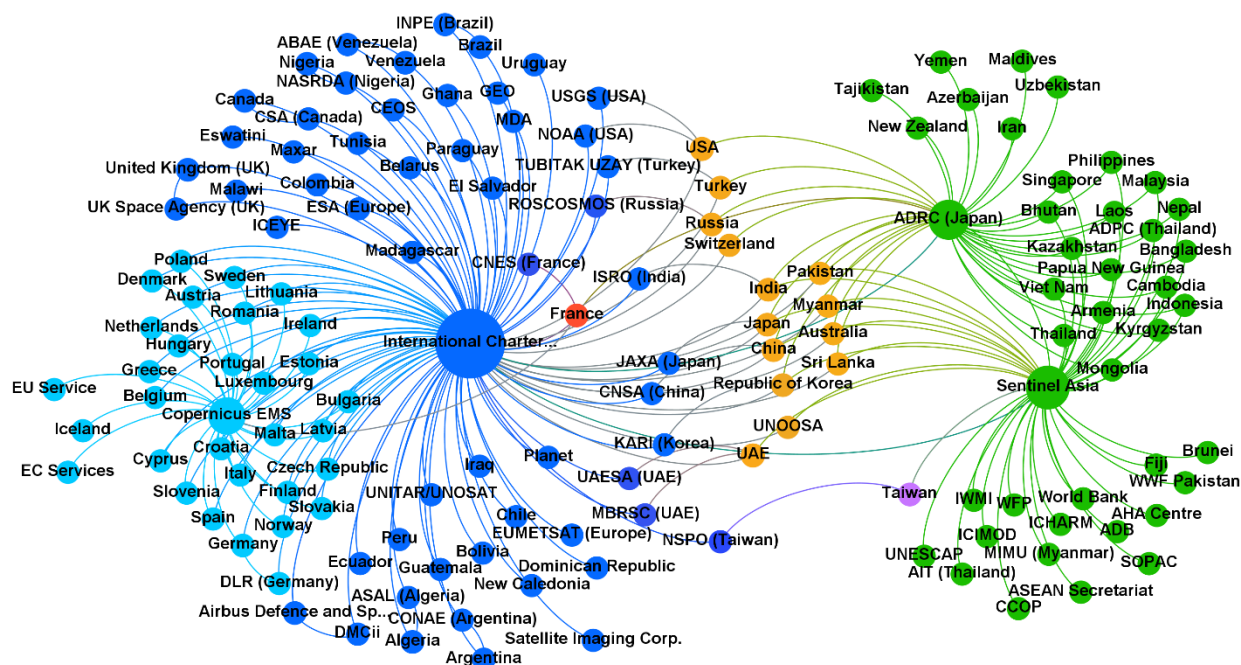 INPE (Brazil)
ABAE (Venezuela)
Brazil
Nigeria
Venezuela
Uruguay
NASRDA (Nigeria)
GEO
USGS (USA)
Canada
CEOS
Ghana
MDA
CSA (Canada)
NOAA (USA)
Eswatini
Maxar
Tunisia
Paraguay
United Kingdom (UK)
Belarus
TUBITAK UZAY (Turkey)
Malawi
Colombia
El Salvador
UK Space Agency (UK)
ESA (Europe)
ROSCOSMOS (Russia)
ICEYE
Madagascar
CNES (France)
ISRO (India)
Poland
Denmark
Sweden
Austria
Lithuania
Romania
Netherlands
Ireland
Hungary
Greece
Portugal
Estonia
Luxembourg
EU Service
Belgium
Bulgaria
Copernicus EMS
Iceland
Malta
Latvia
Croatia
EC Services
Cyprus
Italy
Czech Republic
Slovenia
Finland
Slovakia
Spain
Norway
Germany
DLR (Germany)
Airbus Defence and Sp...
International Charter...
France
JAXA (Japan)
CNSA (China)
KARI (Korea)
UAESA (UAE)
MBRSC (UAE)
NSPO (Taiwan)
Planet
Iraq
UNITAR/UNOSAT
Chile
EUMETSAT (Europe)
Peru
Bolivia
Ecuador
Guatemala
Dominican Republic
New Caledonia
ASAL (Algeria)
CONAE (Argentina)
DMCii
Algeria
Satellite Imaging Corp.
Argentina
USA
Turkey
Russia
Switzerland
Pakistan
India
Myanmar
Japan
Australia
China
Sri Lanka
Republic of Korea
UNOOSA
UAE
Taiwan
Yemen
Maldives
Tajikistan
Uzbekistan
Azerbaijan
New Zealand
Iran
ADRC (Japan)
Philippines
Singapore
Malaysia
Bhutan
Laos
Nepal
ADPC (Thailand)
Kazakhstan
Bangladesh
Papua New Guinea
Viet Nam
Cambodia
Indonesia
Armenia
Thailand
Kyrgyzstan
Mongolia
Sentinel Asia
Brunei
Fiji
WWF Pakistan
IWMI
WFP
World Bank
AHA Centre
ICHARM
ADB
ICIMOD
UNESCAP
MIMU (Myanmar)
SOPAC
AIT (Thailand)
ASEAN Secretariat
CCOP